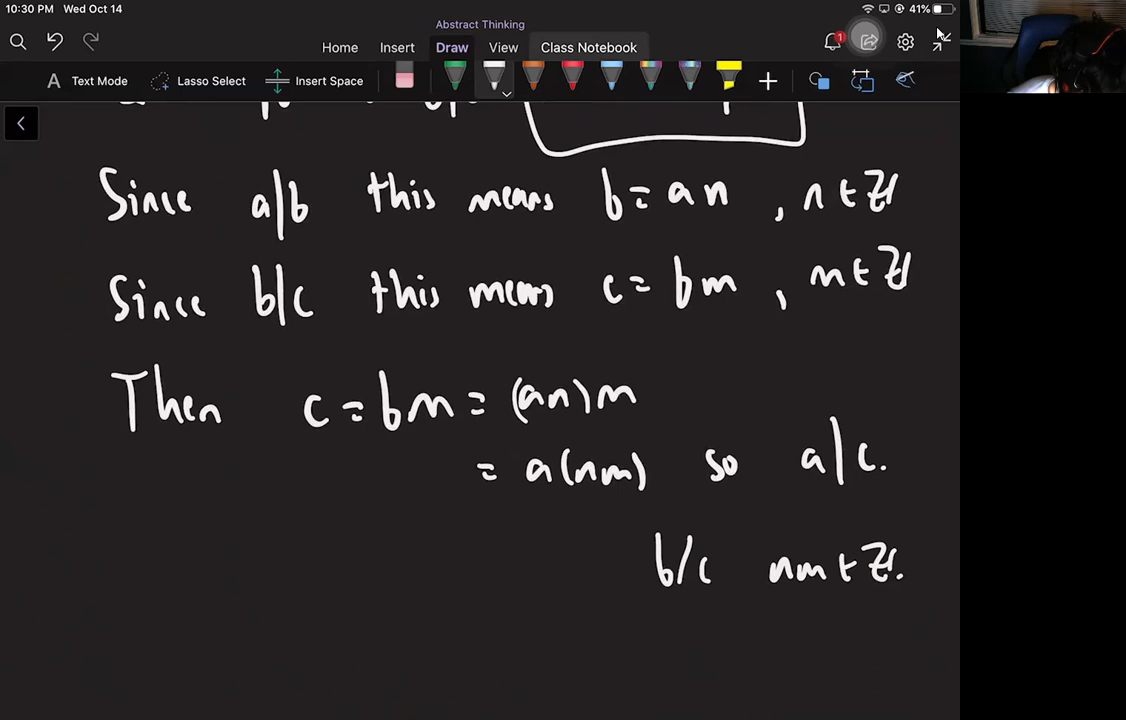 10:30 PM Wed Oct 14
41%
Abstract Thinking
Home Insert Draw View Class Notebook
1
Text Mode Lasso Select Insert Space
Since a|b this means b = an , n ∈ ℤ
Since b|c this means c = bm , m ∈ ℤ
Then c = bm = (an)m
= a(nm) so a|c.
b/c nm ∈ ℤ.